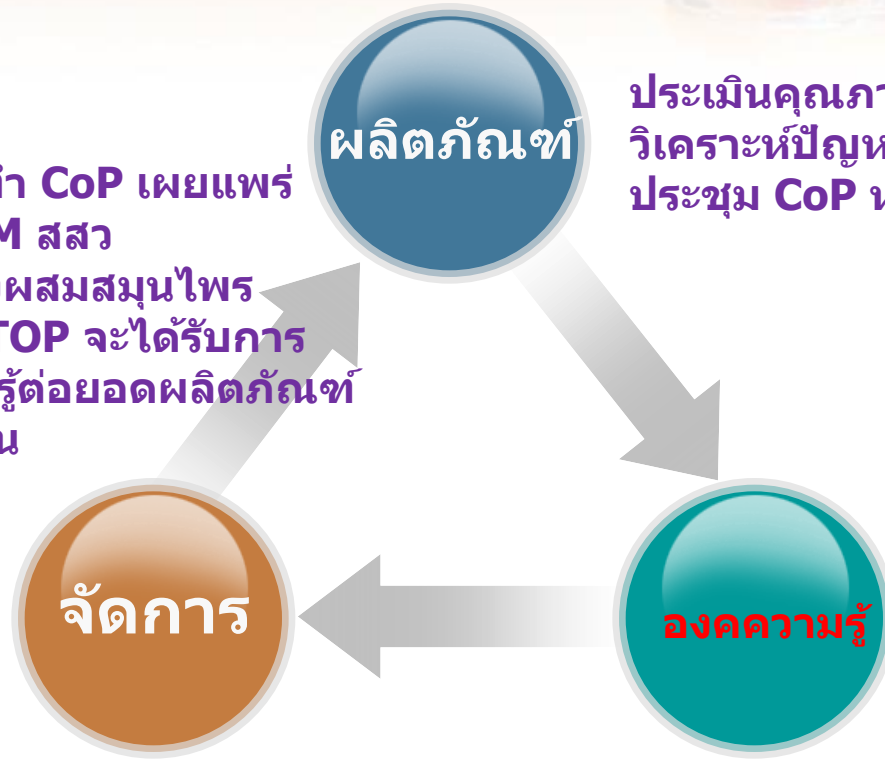 ผลิตภัณฑ์
ประเมินคุณภา
วิเคราะห์ปัญห
ประชุม CoP
ทำ CoP เผยแพร่
M สสว
ผสมสมุนไพร
TOP จะได้รับการ
รู้ต่อยอดผลิตภัณฑ์
น
จัดการ
องคความรู้